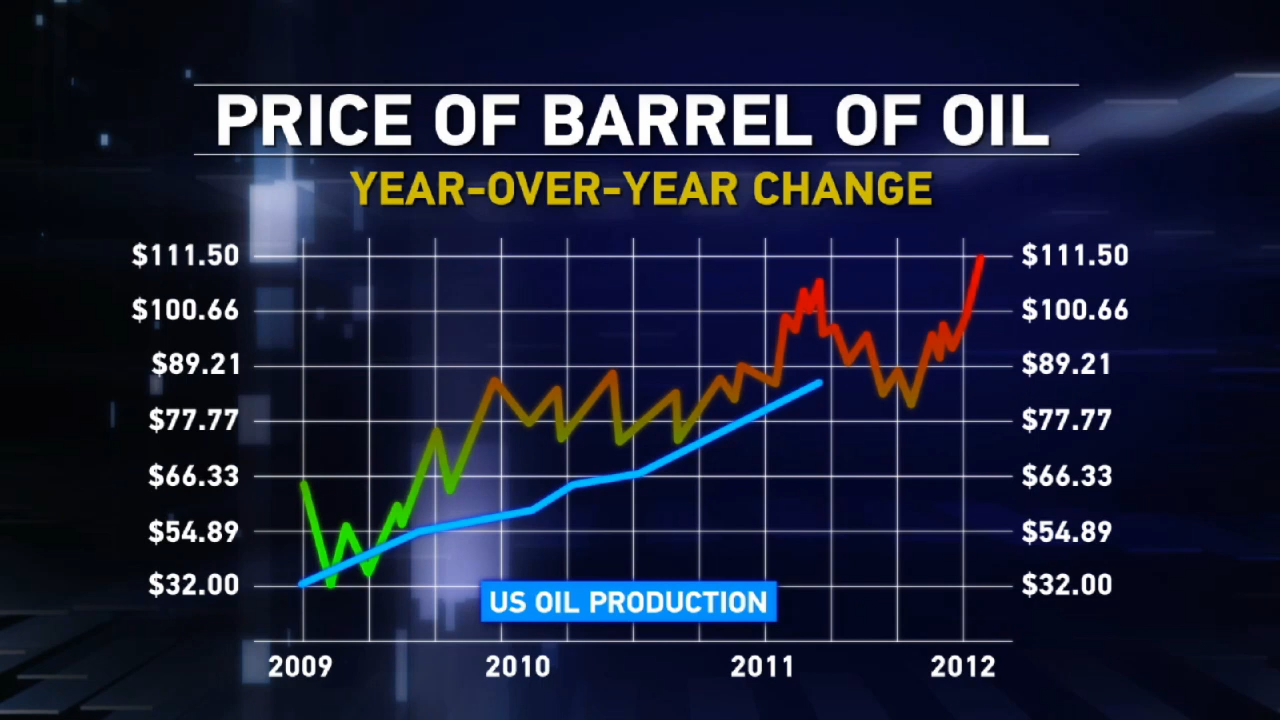 PRICE OF BARREL OF OIL
YEAR-OVER-YEAR CHANGE
$111.50 $111.50
$100.66 $100.66
$89.21 $89.21
$77.77 $77.77
$66.33 $66.33
$54.89 $54.89
$32.00 $32.00
US OIL PRODUCTION
2009 2010 2011 2012